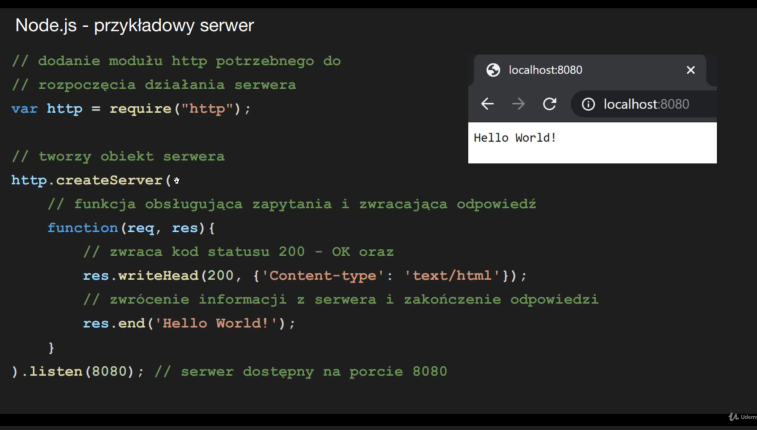 Node.js - przykładowy serwer
// dodanie modułu http potrzebnego do
// rozpoczęcia działania serwera
var http = require("http");
// tworzy obiekt serwera
http.createServer(
// funkcja obsługująca zapytania i zwracająca odpowiedź
function(req, res){
// zwraca kod statusu 200 - OK oraz
res.writeHead(200, {'Content-type': 'text/html'});
// zwrócenie informacji z serwera i zakończenie odpowiedzi
res.end('Hello World!');
}
).listen(8080); // serwer dostępny na porcie 8080
localhost:8080
localhost:8080
Hello World!
Udemy